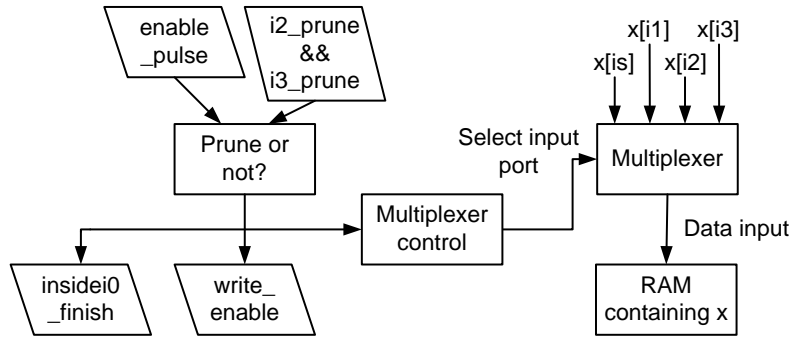 enable
_pulse
i2_prune
&&
i3_prune
x[is]
x[i1]
x[i2]
x[i3]
Prune or
not?
Select input
port
Multiplexer
Multiplexer
control
Data input
insidei0
_finish
write_
enable
RAM
containing x